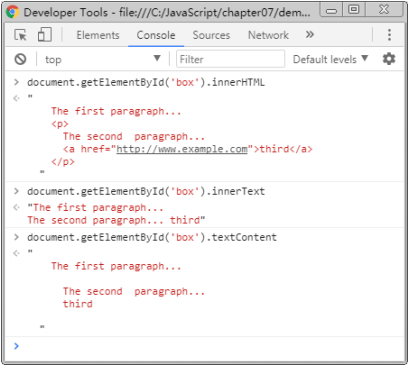 Developer Tools - file:///C:/JavaScript/chapter07/dem...
Elements Console Sources Network »
top Filter Default levels
> document.getElementById('box').innerHTML
"
The first paragraph...
<p>
The second  paragraph...
<a href="http://www.example.com">third</a>
</p>
"
> document.getElementById('box').innerText
"The first paragraph...
The second paragraph... third"
> document.getElementById('box').textContent
"
The first paragraph...
The second  paragraph...
third
"
>